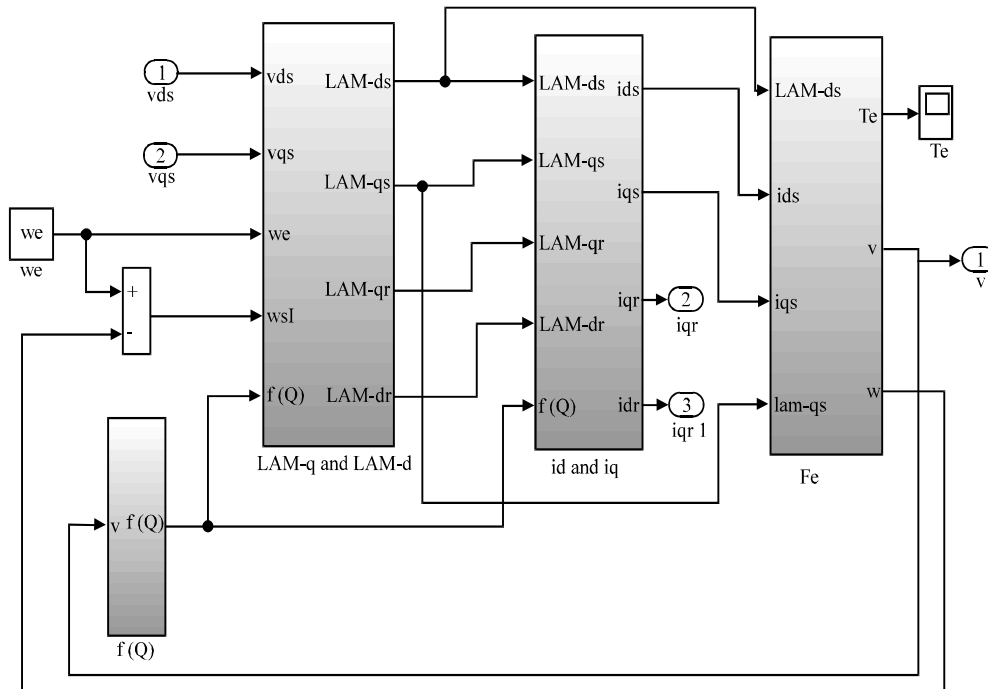 1
vds
2
vqs
we
we
+
-
vds
vqs
we
wsI
f (Q)
LAM-ds
LAM-qs
LAM-qr
LAM-dr
LAM-q and LAM-d
LAM-ds
LAM-qs
LAM-qr
LAM-dr
f (Q)
ids
iqs
iqr
idr
id and iq
2
iqr
3
iqr 1
LAM-ds
ids
iqs
lam-qs
Te
v
w
Fe
Te
1
v
v f (Q)
f (Q)